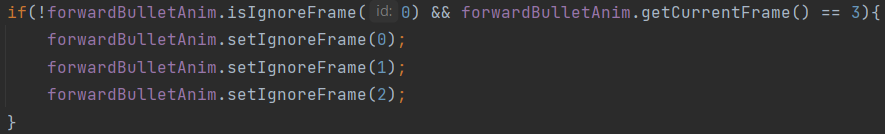 if(!forwardBulletAnim.isIgnoreFrame( id: 0) && forwardBulletAnim.getCurrentFrame() == 3){
    forwardBulletAnim.setIgnoreFrame(0);
    forwardBulletAnim.setIgnoreFrame(1);
    forwardBulletAnim.setIgnoreFrame(2);
}